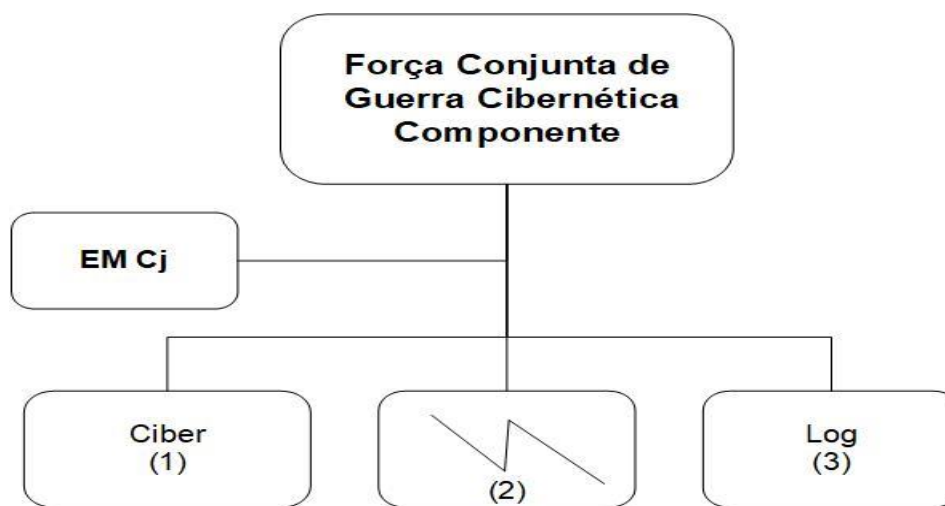 Força Conjunta de
Guerra Cibernética
Componente
EM Cj
Ciber
(1)
(2)
Log
(3)